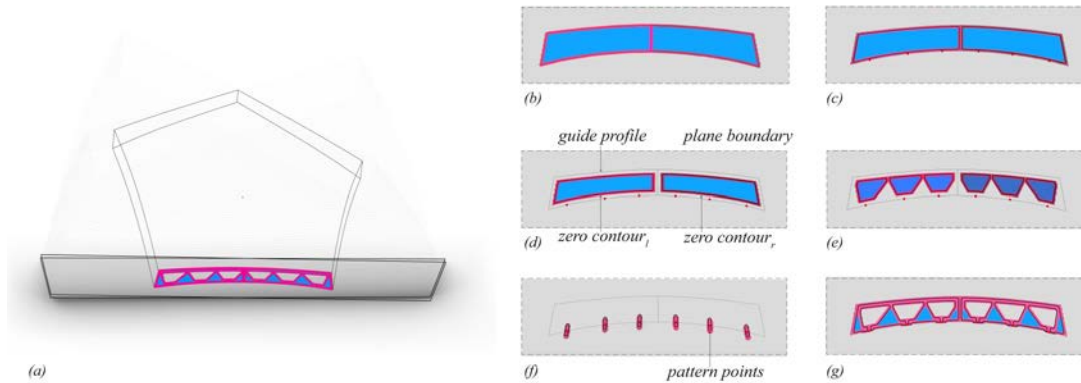 (a)
(b)
(c)
guide profile
plane boundary
(d)
zero contour_l
zero contour_r
(e)
(f)
pattern points
(g)